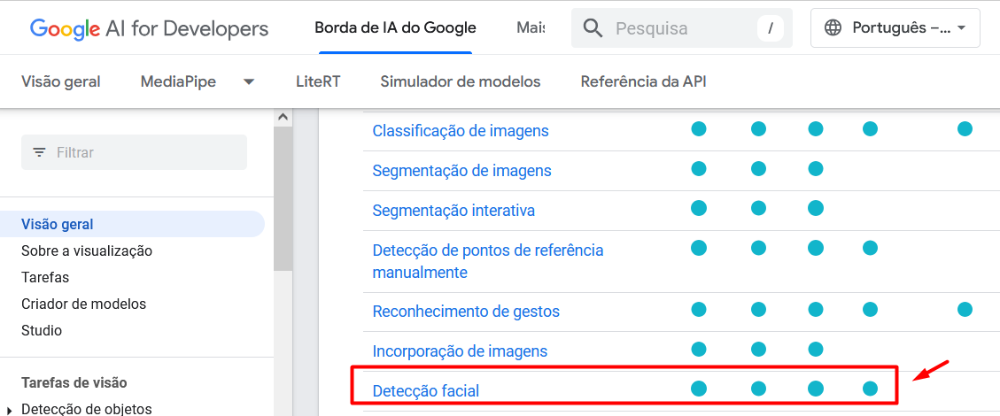 Google AI for Developers
Borda de IA do Google
Mais
Pesquisa
/
Português –...
Visão geral
MediaPipe
LiteRT
Simulador de modelos
Referência da API
Filtrar
Visão geral
Sobre a visualização
Tarefas
Criador de modelos
Studio
Tarefas de visão
Detecção de objetos
Classificação de imagens
Segmentação de imagens
Segmentação interativa
Detecção de pontos de referência
manualmente
Reconhecimento de gestos
Incorporação de imagens
Detecção facial